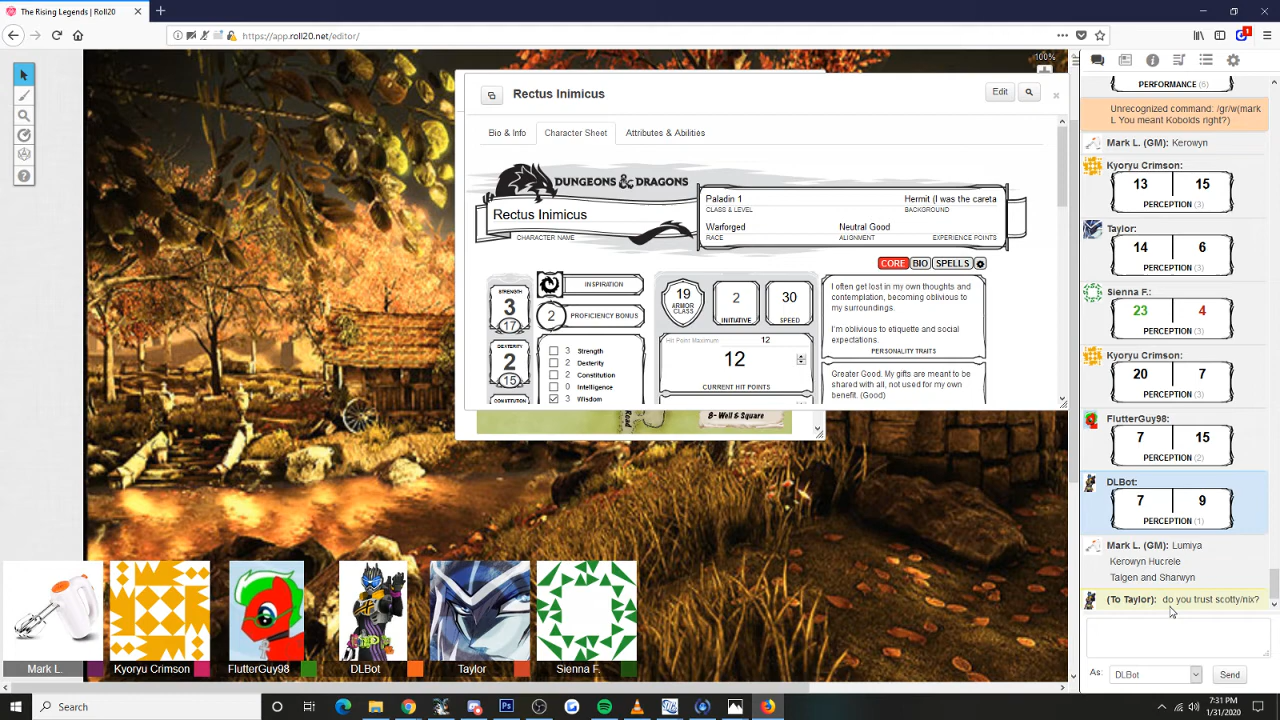 The Rising Legends | Roll20
https://app.roll20.net/editor/
100%
Rectus Inimicus
Edit
Bio & Info
Character Sheet
Attributes & Abilities
DUNGEONS & DRAGONS
Rectus Inimicus
CHARACTER NAME
Paladin 1
CLASS & LEVEL
Hermit (I was the careta
BACKGROUND
Warforged
RACE
Neutral Good
ALIGNMENT
EXPERIENCE POINTS
CORE
BIO
SPELLS
STRENGTH
3
17
DEXTERITY
2
15
CONSTITUTION
INSPIRATION
2
PROFICIENCY BONUS
3 Strength
2 Dexterity
2 Constitution
0 Intelligence
3 Wisdom
19
ARMOR
CLASS
2
INITIATIVE
30
SPEED
Hit Point Maximum
12
12
CURRENT HIT POINTS
I often get lost in my own thoughts and
contemplation, becoming oblivious to
my surroundings.
I'm oblivious to etiquette and social
expectations.
PERSONALITY TRAITS
Greater Good. My gifts are meant to be
shared with all, not used for my own
benefit. (Good)
Road
8- Well & Square
PERFORMANCE (6)
Unrecognized command: /gr/w(mark
L You meant Kobolds right?)
Mark L. (GM): Kerowyn
Kyoryu Crimson:
13 15
PERCEPTION (3)
Taylor:
14 6
PERCEPTION (3)
Sienna F.:
23 4
PERCEPTION (3)
Kyoryu Crimson:
20 7
PERCEPTION (3)
FlutterGuy98:
7 15
PERCEPTION (2)
DLBot:
7 9
PERCEPTION (1)
Mark L. (GM): Lumiya
Kerowyn Hucrele
Talgen and Sharwyn
(To Taylor): do you trust scotty/nix?
As:
DLBot
Send
Mark L.
Kyoryu Crimson
FlutterGuy98
DLBot
Taylor
Sienna F.
Search
7:31 PM
1/31/2020